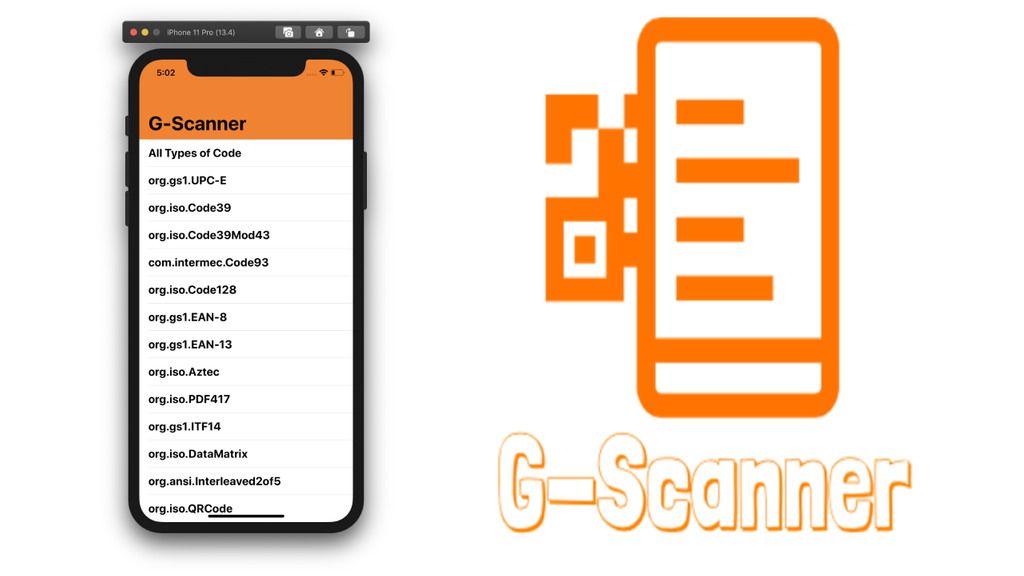 iPhone 11 Pro (13.4)
5:02
G-Scanner
All Types of Code
org.gs1.UPC-E
org.iso.Code39
org.iso.Code39Mod43
com.intermec.Code93
org.iso.Code128
org.gs1.EAN-8
org.gs1.EAN-13
org.iso.Aztec
org.iso.PDF417
org.gs1.ITF14
org.iso.DataMatrix
org.ansi.Interleaved2of5
org.iso.QRCode
G-Scanner